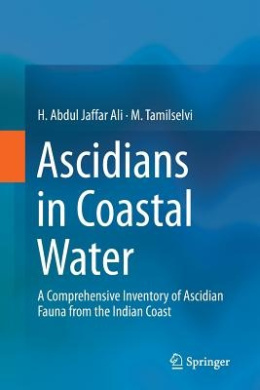 H. Abdul Jaffar Ali · M. Tamilselvi
Ascidians
in Coastal
Water
A Comprehensive Inventory of Ascidian
Fauna from the Indian Coast
Springer